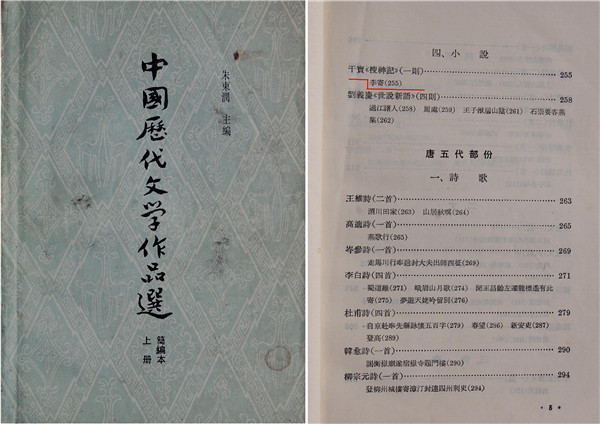 朱東潤 主編
中國歷代文学作品選
簡編本
上册
四、小說
干寶《搜神記》(一則)……255
李寄(255)
劉義慶《世說新語》(四則)……258
過江諸人(258) 周處(259) 王子猷居山陰(261) 石崇要客燕
集(262)
唐五代部份
一、詩歌
王維詩(二首)……263
渭川田家(263) 山居秋暝(264)
高適詩(一首)……265
燕歌行(265)
岑參詩(一首)……269
走馬川行奉送封大夫出師西征(269)
李白詩(四首)……271
蜀道難(271) 峨眉山月歌(274) 聞王昌齡左遷龍標遙有此
寄(275) 夢遊天姥吟留别(276)
杜甫詩(四首)……279
自京赴奉先縣詠懷五百字(279) 春望(286) 新安吏(287)
登高(289)
韓愈詩(一首)……290
謁衡嶽廟遂宿嶽寺題門樓(290)
柳宗元詩(一首)……294
登柳州城樓寄漳汀封連四州刺史(294)
· 8 ·